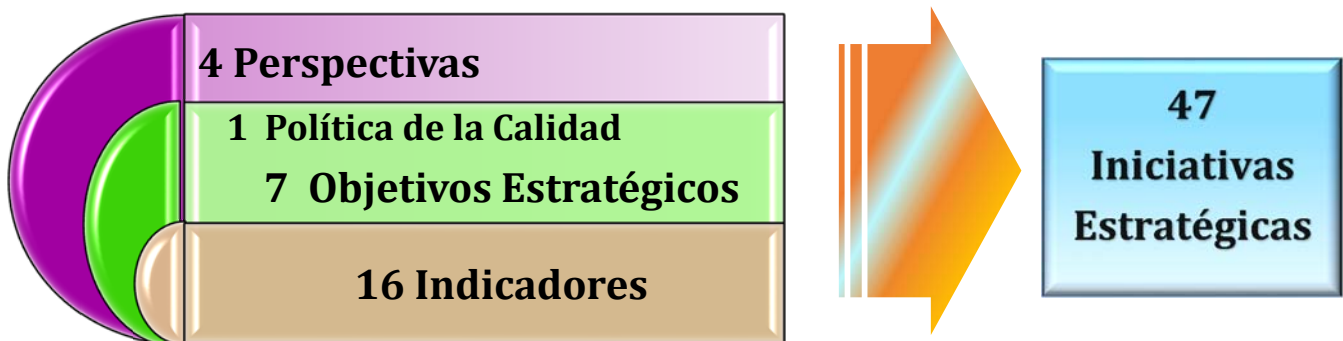 4 Perspectivas
1 Política de la Calidad
7 Objetivos Estratégicos
16 Indicadores
47
Iniciativas
Estratégicas